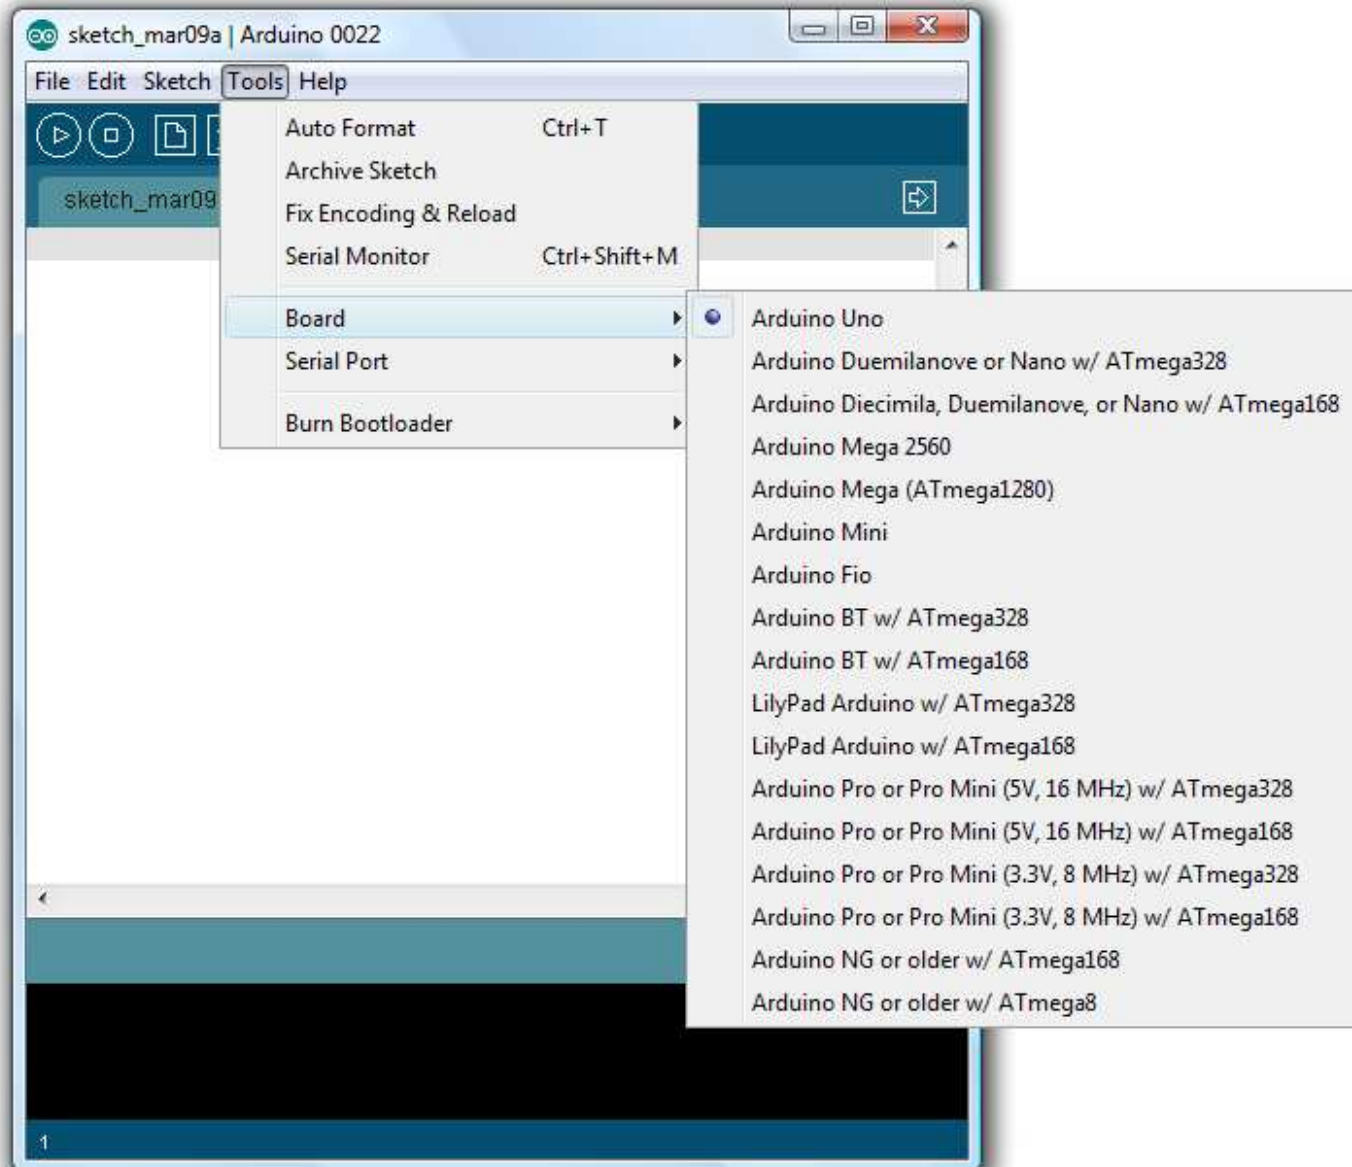 sketch_mar09a | Arduino 0022
File Edit Sketch Tools Help
Auto Format Ctrl+T
Archive Sketch
sketch_mar09
Fix Encoding & Reload
Serial Monitor Ctrl+Shift+M
Board
Serial Port
Burn Bootloader
Arduino Uno
Arduino Duemilanove or Nano w/ ATmega328
Arduino Diecimila, Duemilanove, or Nano w/ ATmega168
Arduino Mega 2560
Arduino Mega (ATmega1280)
Arduino Mini
Arduino Fio
Arduino BT w/ ATmega328
Arduino BT w/ ATmega168
LilyPad Arduino w/ ATmega328
LilyPad Arduino w/ ATmega168
Arduino Pro or Pro Mini (5V, 16 MHz) w/ ATmega328
Arduino Pro or Pro Mini (5V, 16 MHz) w/ ATmega168
Arduino Pro or Pro Mini (3.3V, 8 MHz) w/ ATmega328
Arduino Pro or Pro Mini (3.3V, 8 MHz) w/ ATmega168
Arduino NG or older w/ ATmega168
Arduino NG or older w/ ATmega8
1